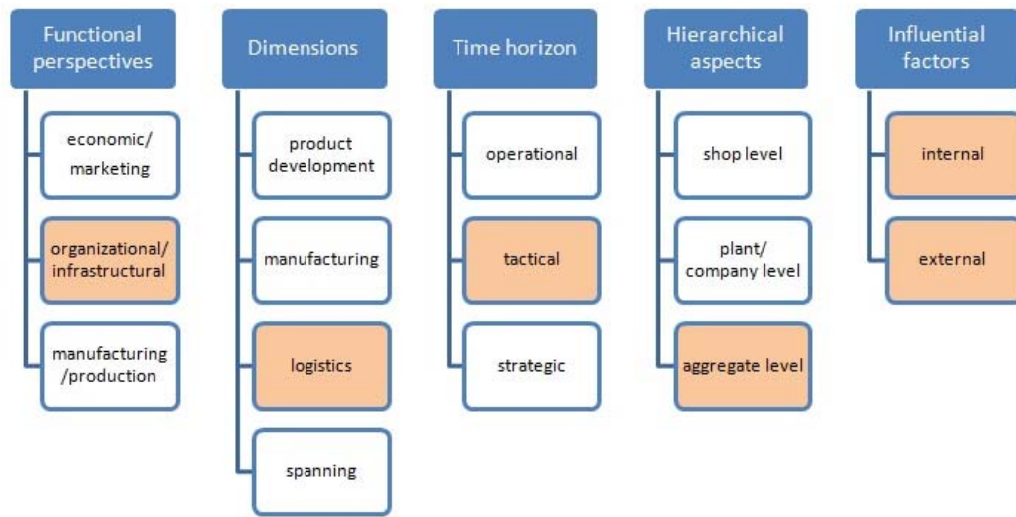 Functional
perspectives
economic/
marketing
organizational/
infrastructural
manufacturing
/production
Dimensions
product
development
manufacturing
logistics
spanning
Time horizon
operational
tactical
strategic
Hierarchical
aspects
shop level
plant/
company level
aggregate level
Influential
factors
internal
external